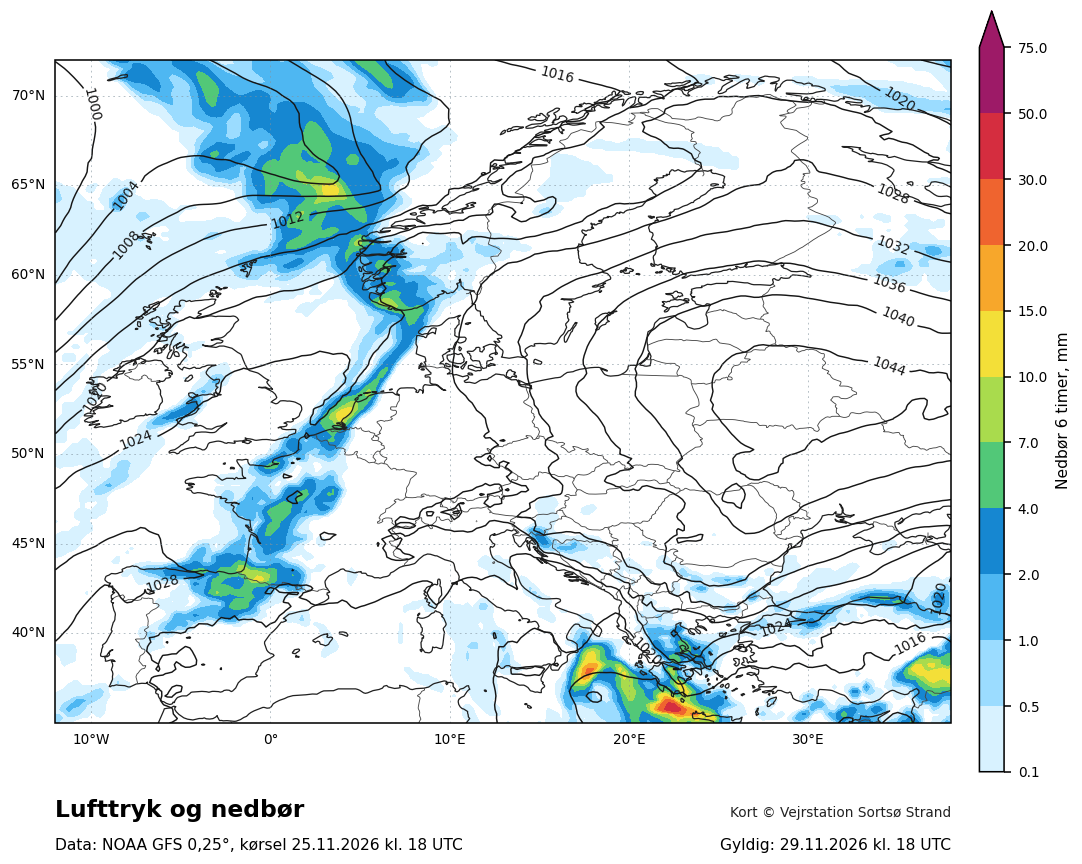 75.0
50.0
30.0
20.0
15.0
10.0
7.0
4.0
2.0
1.0
0.5
0.1
Nedbør 6 timer, mm
70°N
65°N
60°N
55°N
50°N
45°N
40°N
10°W
0°
10°E
20°E
30°E
1000
1004
1008
1012
1016
1020
1028
1032
1036
1040
1044
1024
1028
1020
1024
1016
Lufttryk og nedbør
Kort © Vejrstation Sortsø Strand
Data: NOAA GFS 0,25°, kørsel 25.11.2026 kl. 18 UTC
Gyldig: 29.11.2026 kl. 18 UTC